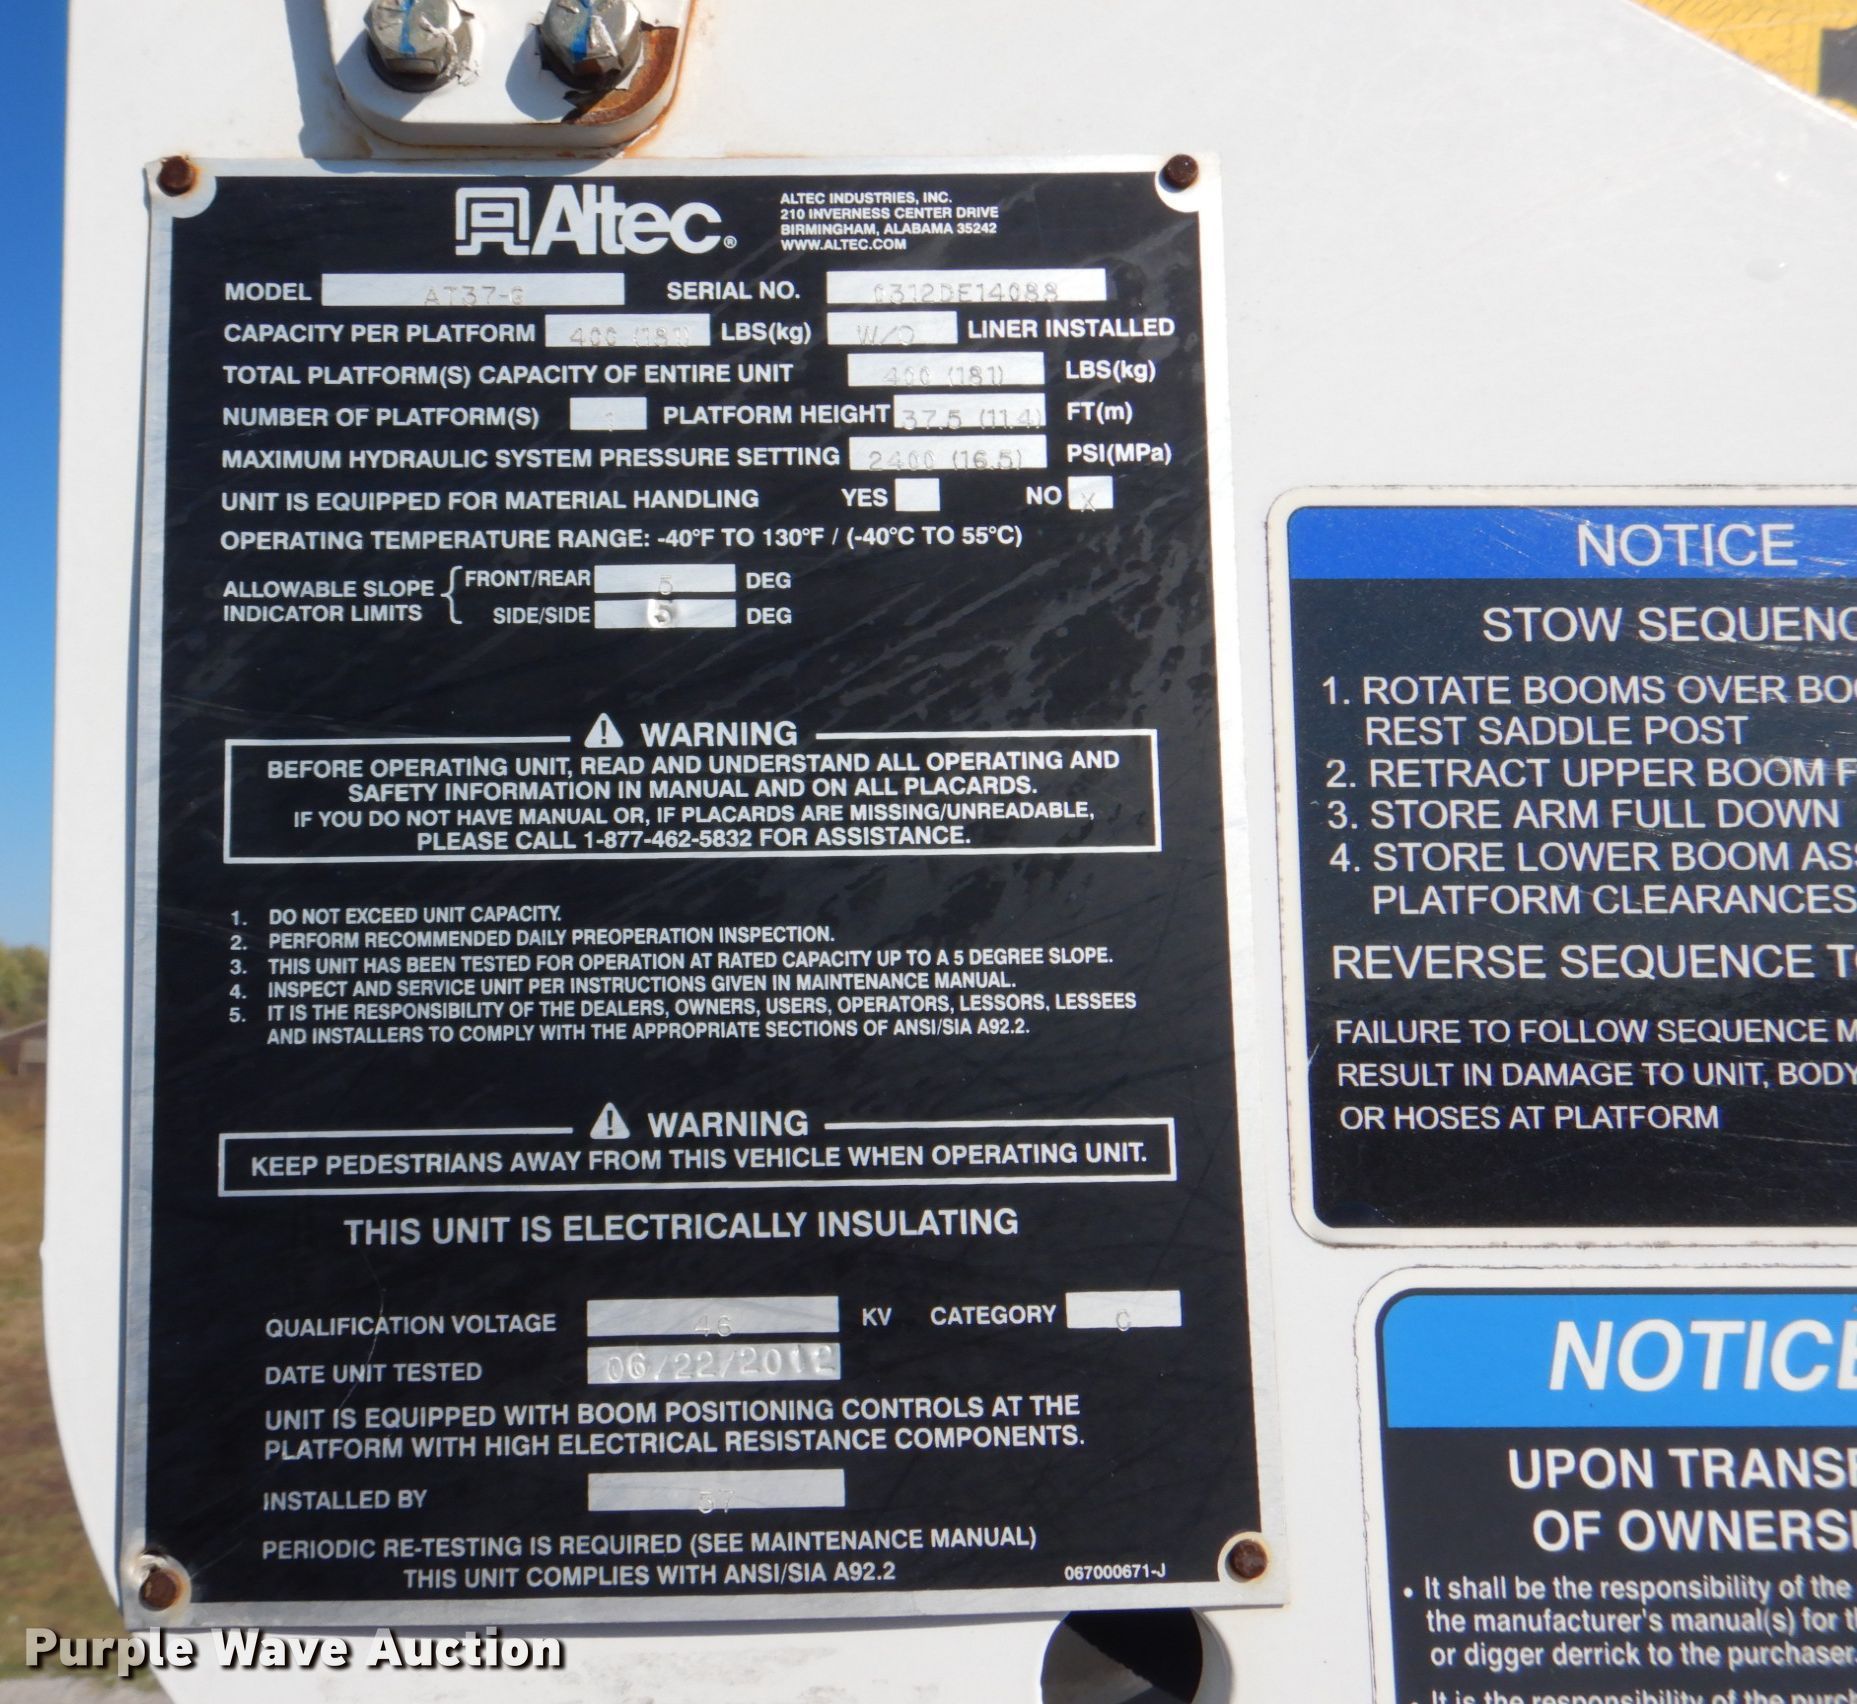 Altec®
ALTEC INDUSTRIES, INC.
210 INVERNESS CENTER DRIVE
BIRMINGHAM, ALABAMA 35242
WWW.ALTEC.COM
MODEL AT37-G SERIAL NO. 0312DE14088
CAPACITY PER PLATFORM 400 (181) LBS(kg) W/O LINER INSTALLED
TOTAL PLATFORM(S) CAPACITY OF ENTIRE UNIT 400 (181) LBS(kg)
NUMBER OF PLATFORM(S) 1 PLATFORM HEIGHT 37.5 (11.4) FT(m)
MAXIMUM HYDRAULIC SYSTEM PRESSURE SETTING 2400 (16.5) PSI(MPa)
UNIT IS EQUIPPED FOR MATERIAL HANDLING YES NO X
OPERATING TEMPERATURE RANGE: -40°F TO 130°F / (-40°C TO 55°C)
ALLOWABLE SLOPE INDICATOR LIMITS
FRONT/REAR 5 DEG
SIDE/SIDE 5 DEG
WARNING
BEFORE OPERATING UNIT, READ AND UNDERSTAND ALL OPERATING AND
SAFETY INFORMATION IN MANUAL AND ON ALL PLACARDS.
IF YOU DO NOT HAVE MANUAL OR, IF PLACARDS ARE MISSING/UNREADABLE,
PLEASE CALL 1-877-462-5832 FOR ASSISTANCE.
1. DO NOT EXCEED UNIT CAPACITY.
2. PERFORM RECOMMENDED DAILY PREOPERATION INSPECTION.
3. THIS UNIT HAS BEEN TESTED FOR OPERATION AT RATED CAPACITY UP TO A 5 DEGREE SLOPE.
4. INSPECT AND SERVICE UNIT PER INSTRUCTIONS GIVEN IN MAINTENANCE MANUAL.
5. IT IS THE RESPONSIBILITY OF THE DEALERS, OWNERS, USERS, OPERATORS, LESSORS, LESSEES
AND INSTALLERS TO COMPLY WITH THE APPROPRIATE SECTIONS OF ANSI/SIA A92.2.
WARNING
KEEP PEDESTRIANS AWAY FROM THIS VEHICLE WHEN OPERATING UNIT.
THIS UNIT IS ELECTRICALLY INSULATING
QUALIFICATION VOLTAGE 46 KV CATEGORY C
DATE UNIT TESTED 06/22/2012
UNIT IS EQUIPPED WITH BOOM POSITIONING CONTROLS AT THE
PLATFORM WITH HIGH ELECTRICAL RESISTANCE COMPONENTS.
INSTALLED BY 37
PERIODIC RE-TESTING IS REQUIRED (SEE MAINTENANCE MANUAL)
THIS UNIT COMPLIES WITH ANSI/SIA A92.2
067000671-J
NOTICE
STOW SEQUENC
1. ROTATE BOOMS OVER BO
REST SADDLE POST
2. RETRACT UPPER BOOM F
3. STORE ARM FULL DOWN
4. STORE LOWER BOOM AS
PLATFORM CLEARANCES
REVERSE SEQUENCE T
FAILURE TO FOLLOW SEQUENCE M
RESULT IN DAMAGE TO UNIT, BODY
OR HOSES AT PLATFORM
NOTICE
UPON TRANS
OF OWNERS
• It shall be the responsibility of the
the manufacturer's manual(s) for t
or digger derrick to the purchaser
• It is the responsibility of the purch
Purple Wave Auction